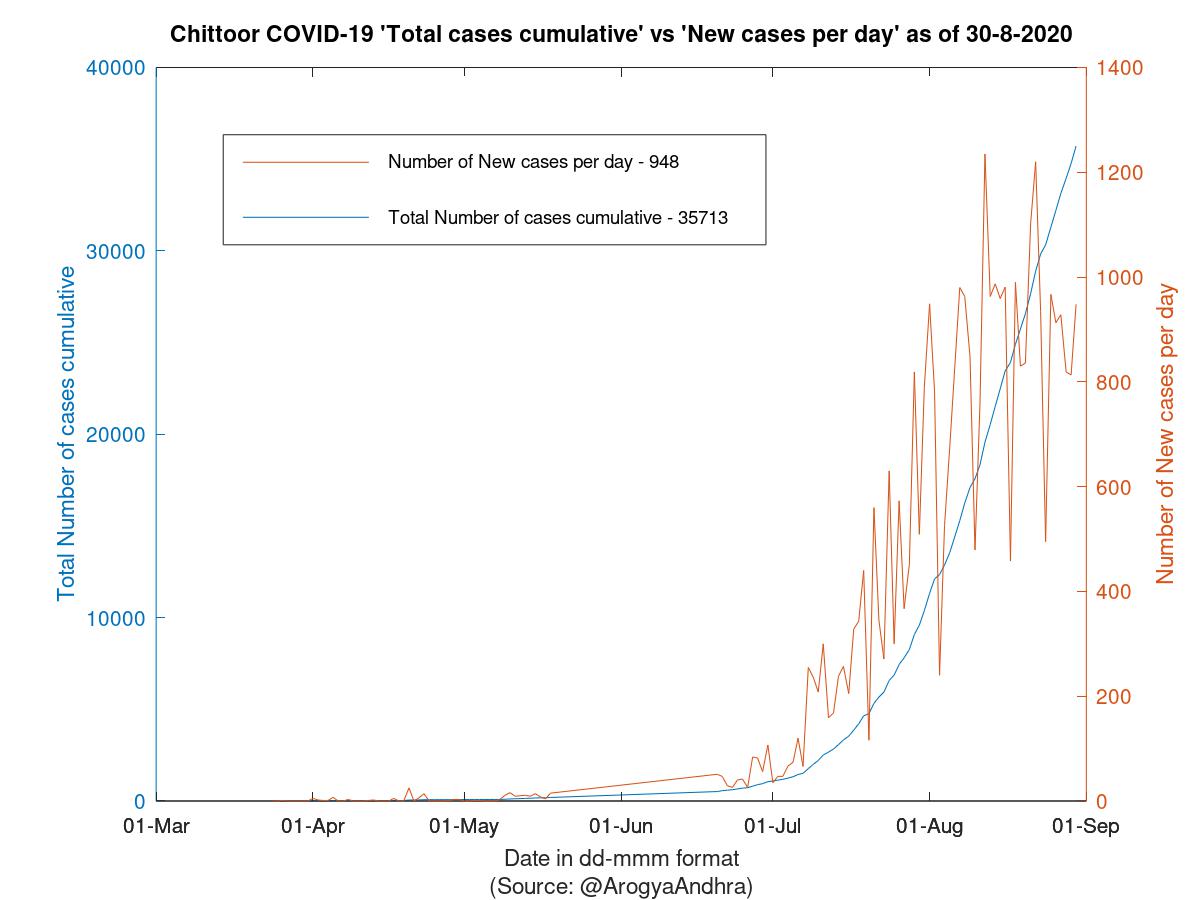 Chittoor COVID-19 'Total cases cumulative' vs 'New cases per day' as of 30-8-2020
40000
30000
20000
10000
0
Total Number of cases cumulative
Number of New cases per day - 948
Total Number of cases cumulative - 35713
1400
1200
1000
800
600
400
200
0
Number of New cases per day
01-Mar 01-Apr 01-May 01-Jun 01-Jul 01-Aug 01-Sep
Date in dd-mmm format
(Source: @ArogyaAndhra)